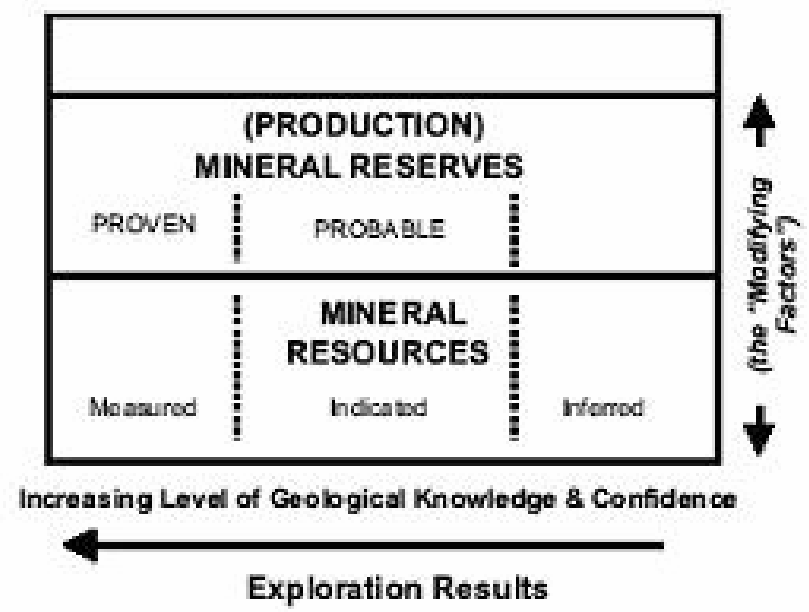 (PRODUCTION)
MINERAL RESERVES
PROVEN PROBABLE
MINERAL
RESOURCES
Measured Indicated Inferred
(the "Modifying
Factors")
Increasing Level of Geological Knowledge & Confidence
Exploration Results